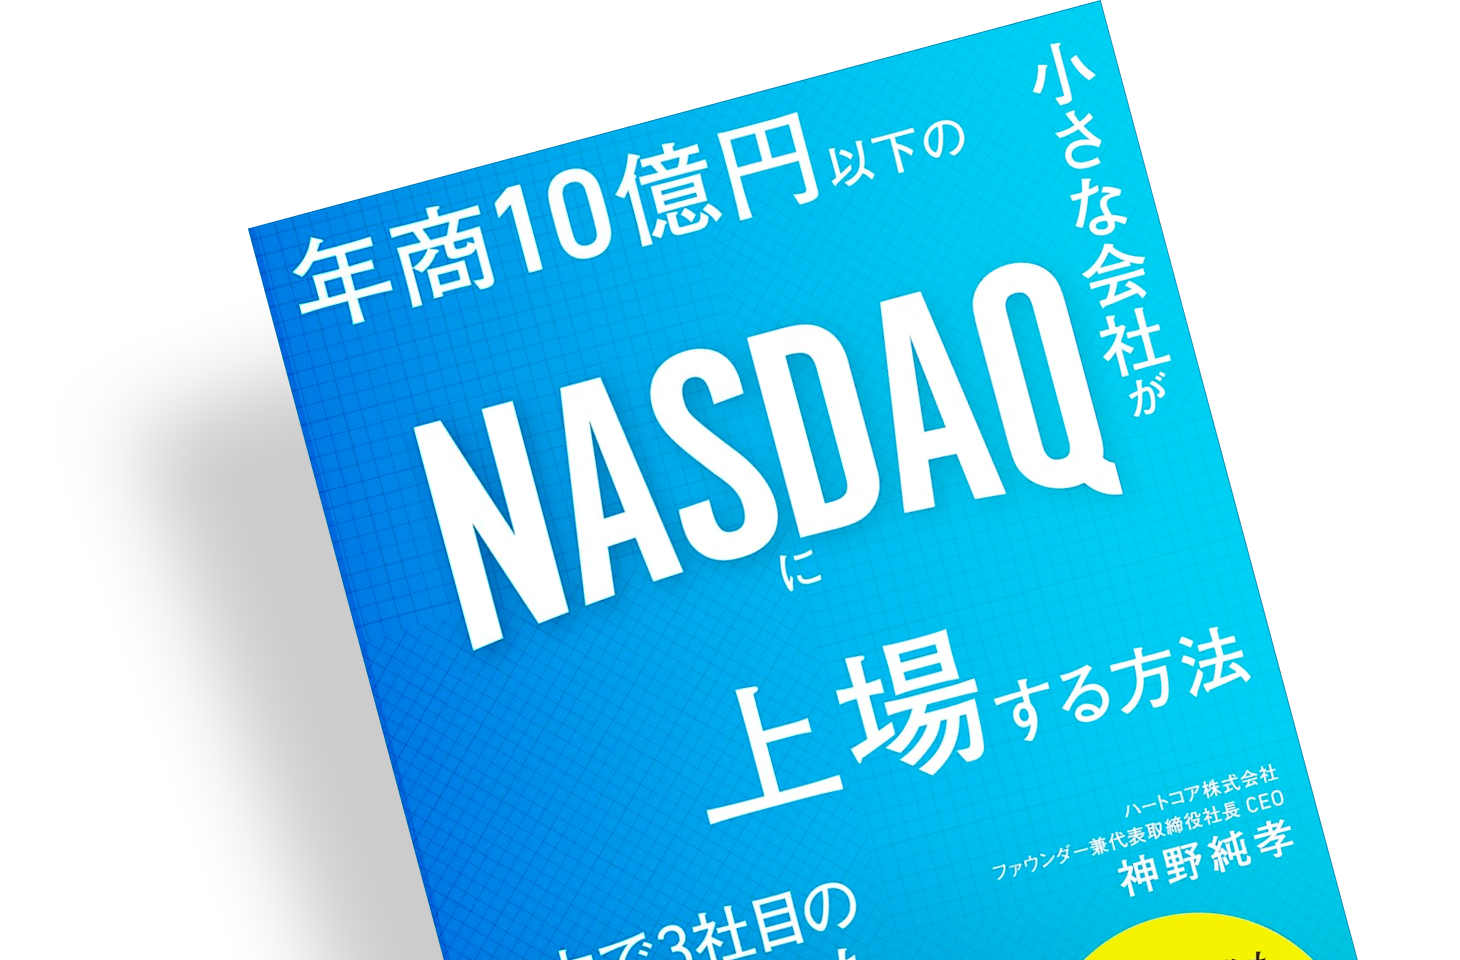 年商10億円以下の
小さな会社が
NASDAQ
に
上場する方法
ハートコア株式会社
ファウンダー兼代表取締役社長 CEO
神野純孝
で3社目の